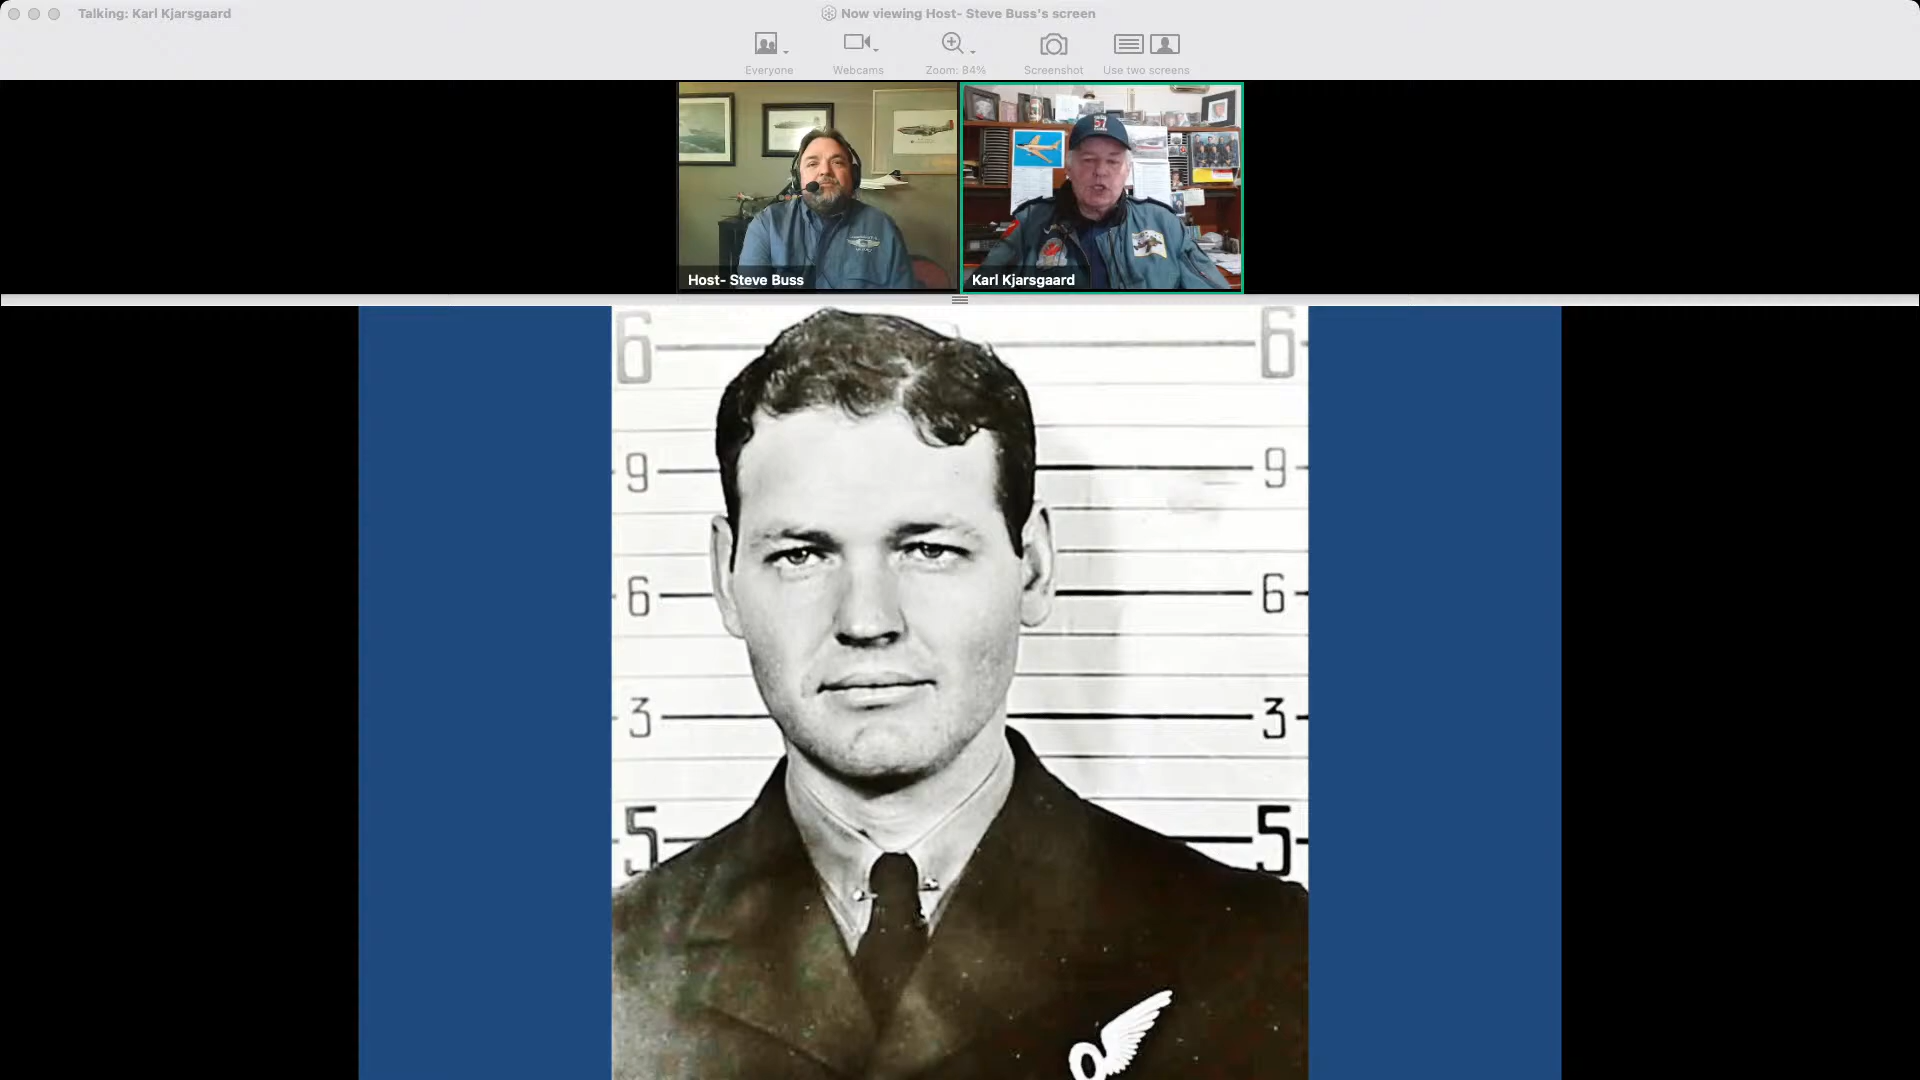 Talking: Karl Kjarsgaard
Now viewing Host- Steve Buss's screen
Everyone
Webcams
Zoom: 84%
Screenshot
Use two screens
57
Host- Steve Buss
Karl Kjarsgaard
6 6
9 9
6 6
3 3
5 5